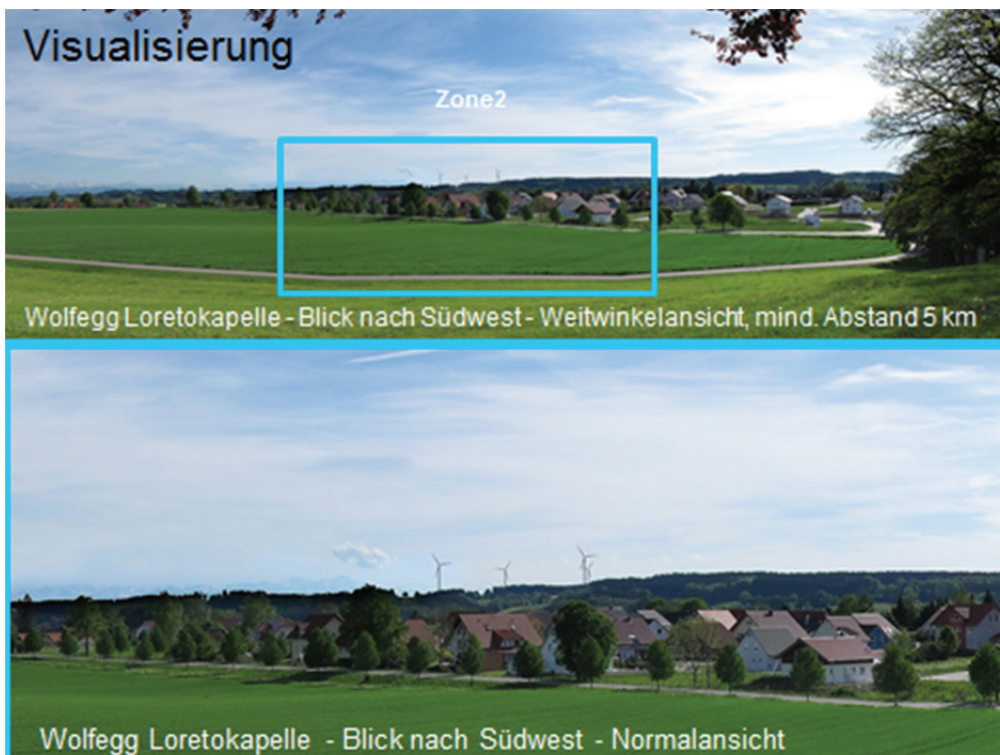 Visualisierung
Zone2
Wolfegg Loretokapelle - Blick nach Südwest - Weitwinkelansicht, mind. Abstand 5 km
Wolfegg Loretokapelle - Blick nach Südwest - Normalansicht